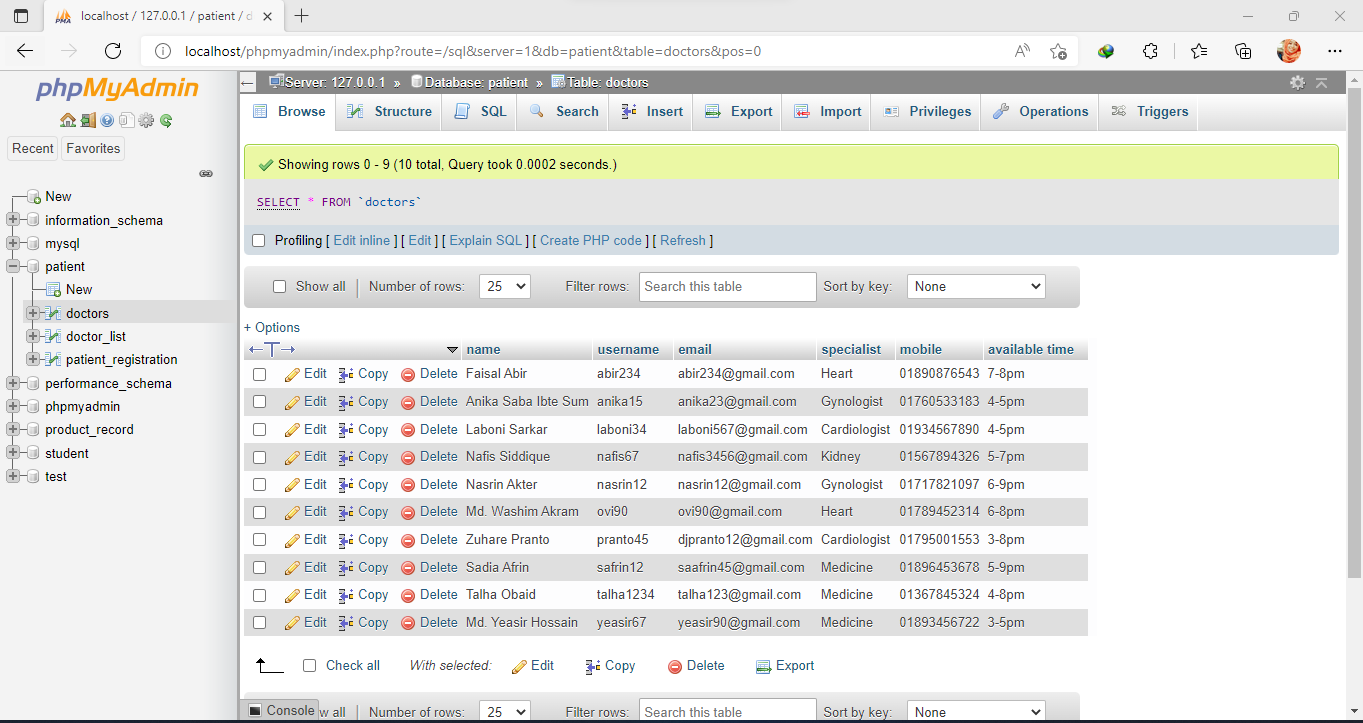 localhost / 127.0.0.1 / patient / d
localhost/phpmyadmin/index.php?route=/sql&server=1&db=patient&table=doctors&pos=0
phpMyAdmin
Recent Favorites
New
information_schema
mysql
patient
New
doctors
doctor_list
patient_registration
performance_schema
phpmyadmin
product_record
student
test
Server: 127.0.0.1 » Database: patient » Table: doctors
Browse Structure SQL Search Insert Export Import Privileges Operations Triggers
Showing rows 0 - 9 (10 total, Query took 0.0002 seconds.)
SELECT * FROM `doctors`
Profiling [ Edit inline ] [ Edit ] [ Explain SQL ] [ Create PHP code ] [ Refresh ]
Show all Number of rows: 25 Filter rows: Search this table Sort by key: None
+ Options
name username email specialist mobile available time
Edit Copy Delete Faisal Abir abir234 abir234@gmail.com Heart 01890876543 7-8pm
Edit Copy Delete Anika Saba Ibte Sum anika15 anika23@gmail.com Gynologist 01760533183 4-5pm
Edit Copy Delete Laboni Sarkar laboni34 laboni567@gmail.com Cardiologist 01934567890 4-5pm
Edit Copy Delete Nafis Siddique nafis67 nafis3456@gmail.com Kidney 01567894326 5-7pm
Edit Copy Delete Nasrin Akter nasrin12 nasrin12@gmail.com Gynologist 01717821097 6-9pm
Edit Copy Delete Md. Washim Akram ovi90 ovi90@gmail.com Heart 01789452314 6-8pm
Edit Copy Delete Zuhare Pranto pranto45 djpranto12@gmail.com Cardiologist 01795001553 3-8pm
Edit Copy Delete Sadia Afrin safrin12 saafrin45@gmail.com Medicine 01896453678 5-9pm
Edit Copy Delete Talha Obaid talha1234 talha123@gmail.com Medicine 01367845324 4-8pm
Edit Copy Delete Md. Yeasir Hossain yeasir67 yeasir90@gmail.com Medicine 01893456722 3-5pm
Check all With selected: Edit Copy Delete Export
Console w all Number of rows: 25 Filter rows: Search this table Sort by key: None